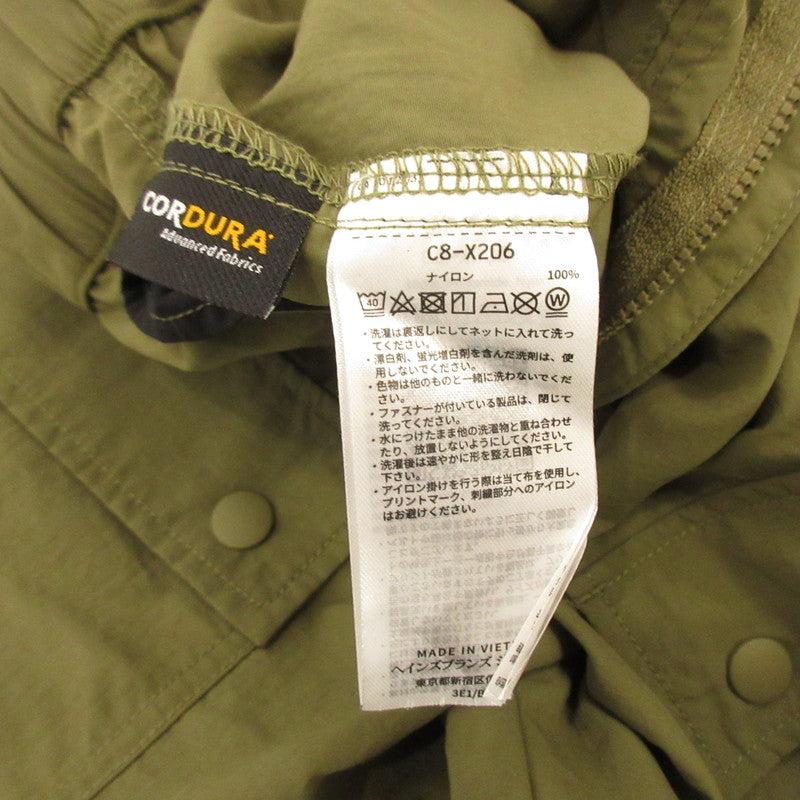 CORDURA
Advanced Fabrics
C8-X206
ナイロン 100%
40 W
・洗濯は裏返しにしてネットに入れて洗っ
てください。
・漂白剤、蛍光増白剤を含んだ洗剤は、使
用しないでください。
・色物は他のものと一緒に洗わないでくだ
さい。
・ファスナーが付いている製品は、閉じて
洗ってください。
・水につけたまま他の洗濯物と重ね合わせ
たり、放置しないようにしてください。
・洗濯後は速やかに形を整え日陰で干して
下さい。
・アイロン掛けを行う際は当て布を使用し、
プリントマーク、刺繍部分へのアイロン
はお避けください。
MADE IN VIET
ヘインズブランズ
東京都新宿区
3E1/B